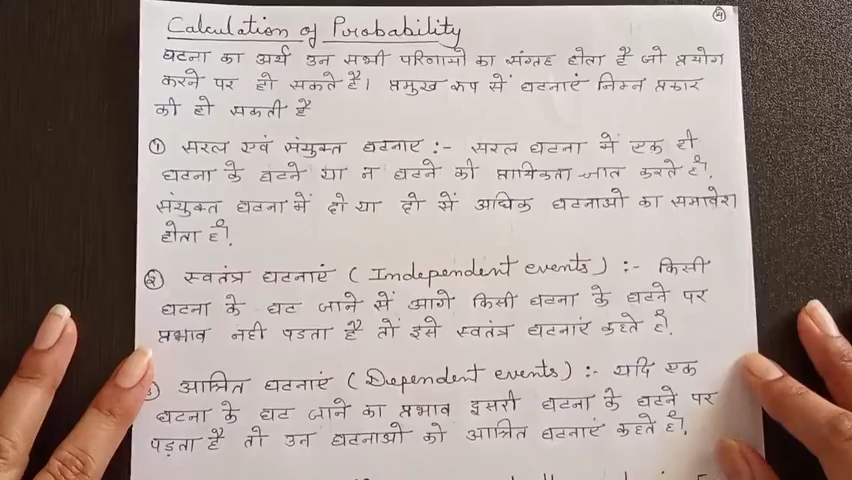 4
Calculation of Probability
घटना का अर्थ उन सभी परिणामो का संग्रह होता है जो प्रयोग
करने पर हो सकते है। प्रमुख रूप सें घटनाएं निम्न प्रकार
की हो सकती है
1 सरल एवं संयुक्त घटनाए :- सरल घटना में एक ही
घटना के घटने या न घटने की प्रायिकता ज्ञात करते है।
संयुक्त घटना में दो या दो सें अधिक घटनाओ का समावेश
होता है।
2 स्वतंत्र घटनाएं ( Independent events ) :- किसी
घटना के घट जाने सें आगे किसी घटना के घटने पर
प्रभाव नही पडता है तों इसे स्वतंत्र घटनाएं कहते है।
3) आश्रित घटनाएं ( Dependent events ) :- यदि एक
घटना के घट जाने का प्रभाव दूसरी घटना के घटने पर
पड़ता है तो उन घटनाओ को आश्रित घटनाएं कहते है।